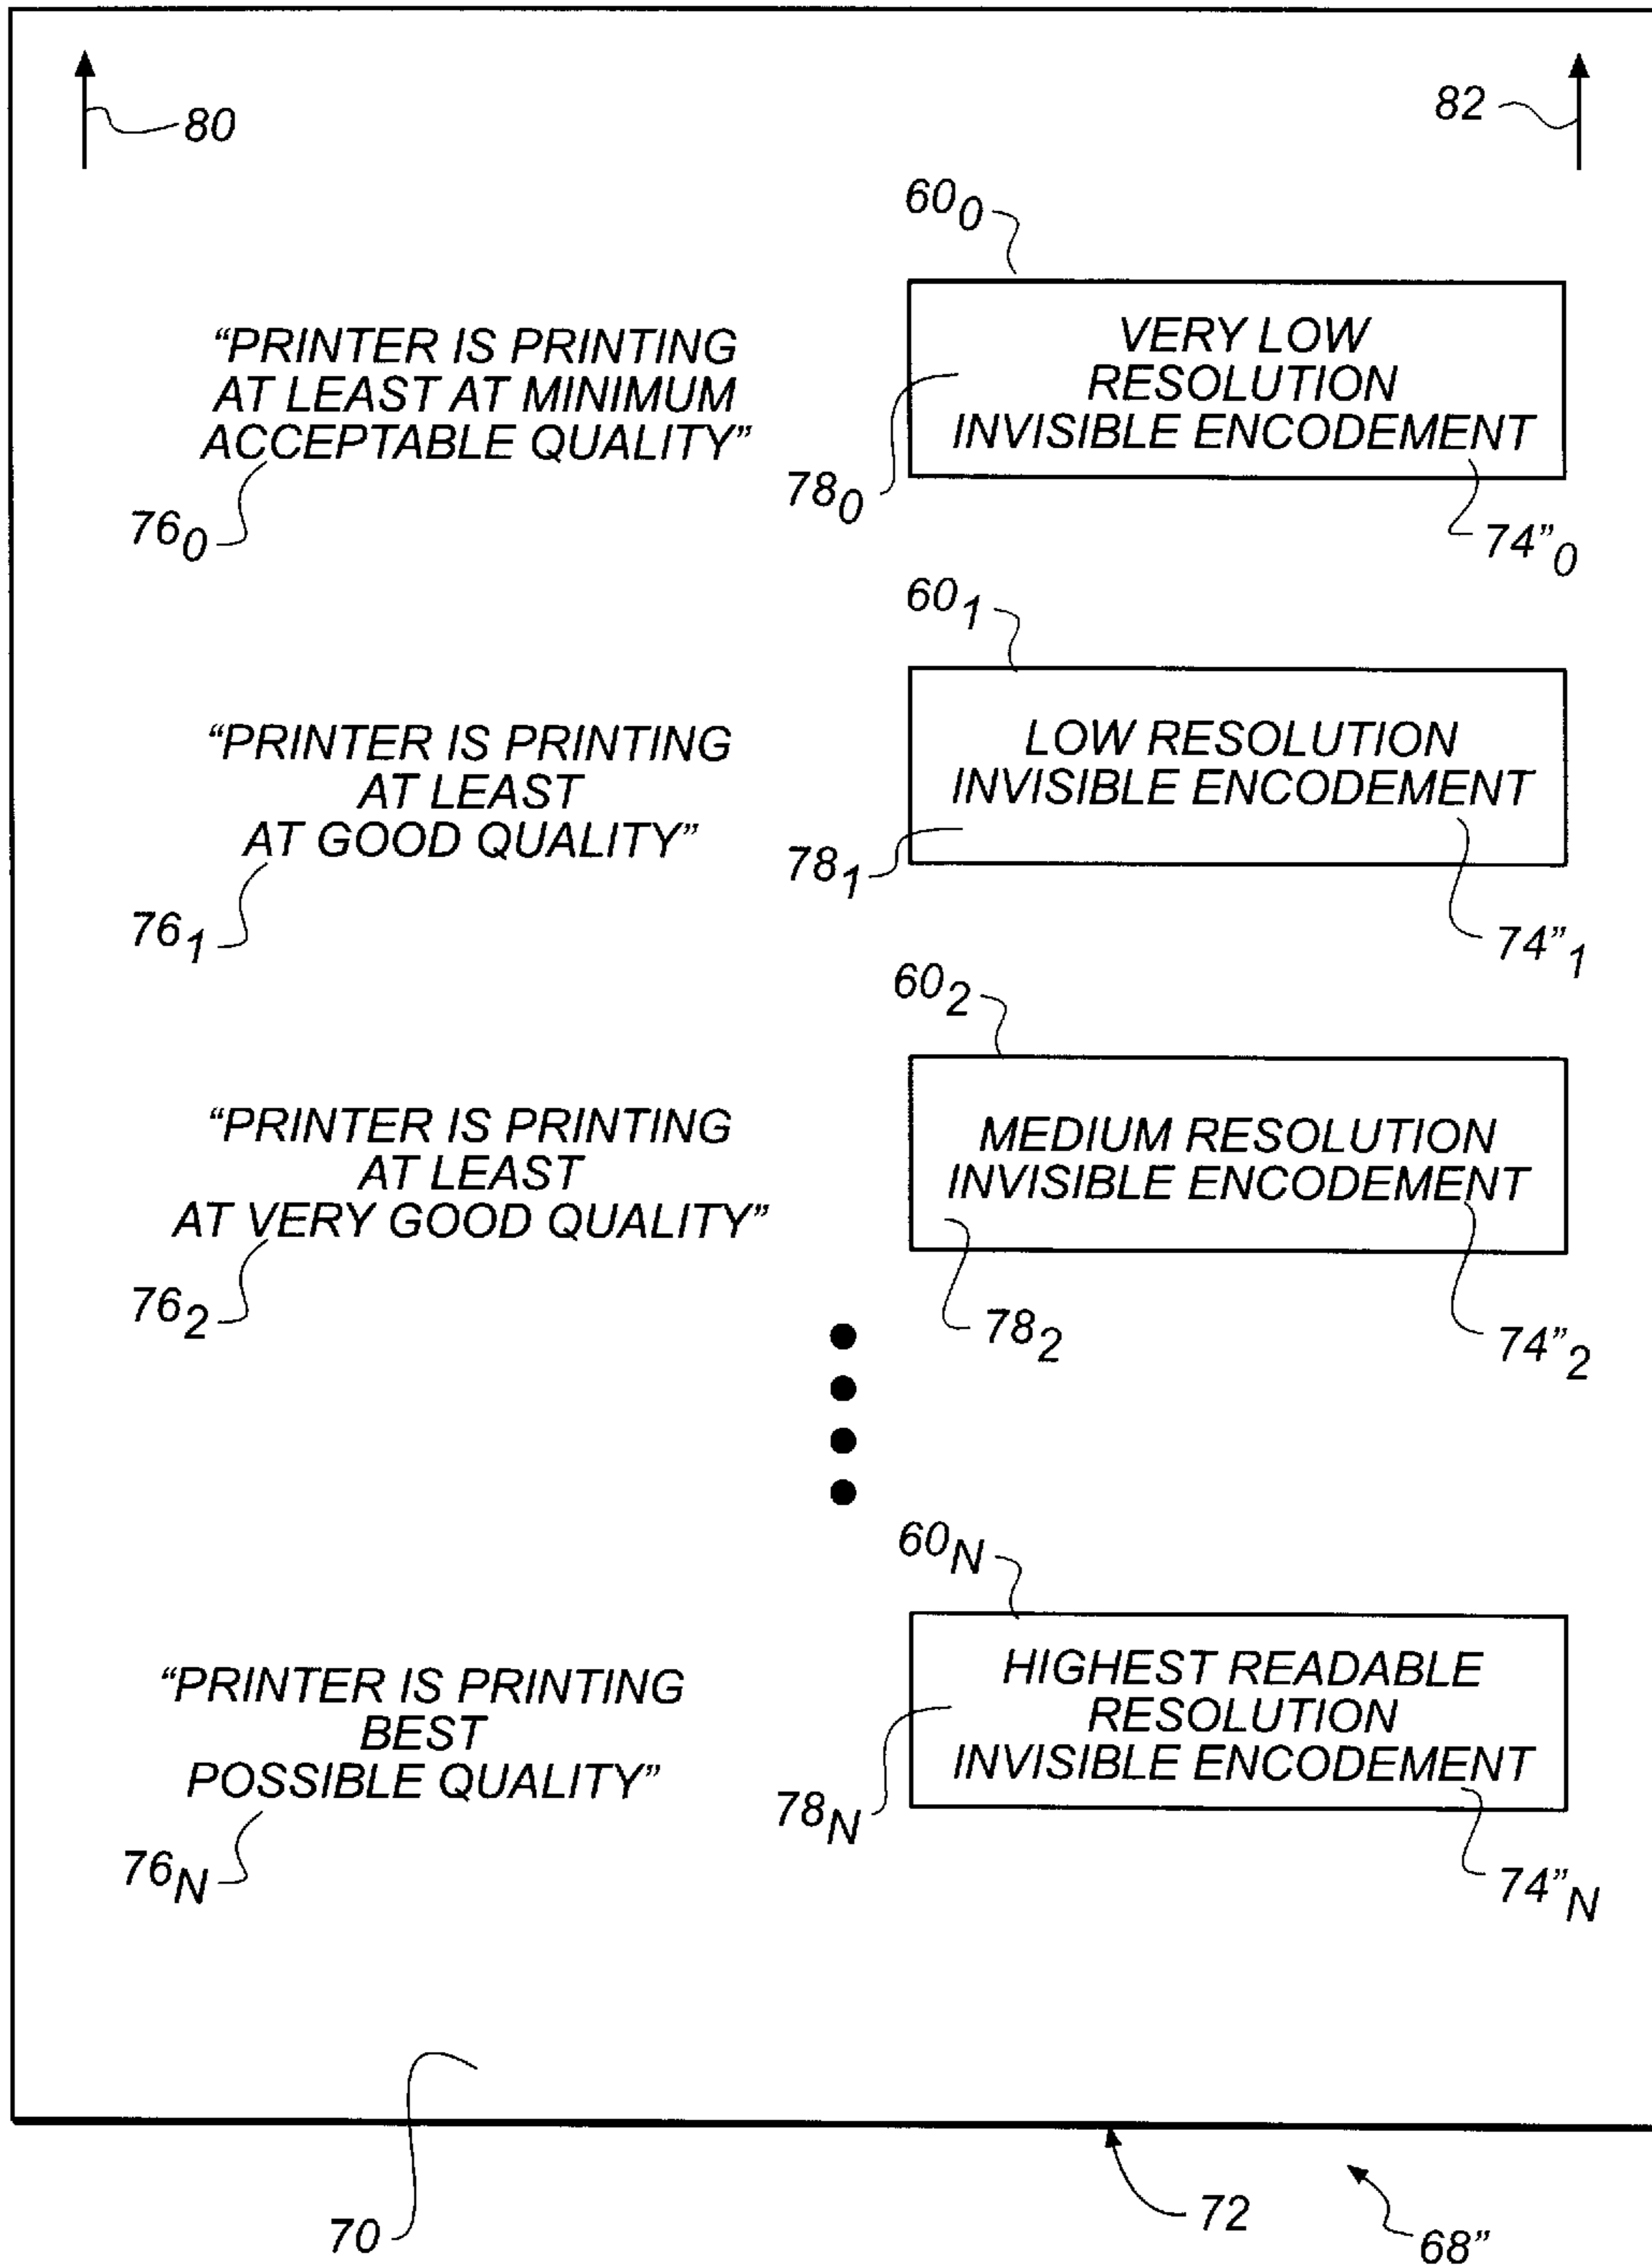 80
82
60₀
“PRINTER IS PRINTING
AT LEAST AT MINIMUM
ACCEPTABLE QUALITY”
VERY LOW
RESOLUTION
INVISIBLE ENCODEMENT
78₀
76₀
74”₀
60₁
“PRINTER IS PRINTING
AT LEAST
AT GOOD QUALITY”
LOW RESOLUTION
INVISIBLE ENCODEMENT
78₁
76₁
74”₁
60₂
“PRINTER IS PRINTING
AT LEAST
AT VERY GOOD QUALITY”
MEDIUM RESOLUTION
INVISIBLE ENCODEMENT
76₂
78₂
74”₂
60N
“PRINTER IS PRINTING
BEST
POSSIBLE QUALITY”
HIGHEST READABLE
RESOLUTION
INVISIBLE ENCODEMENT
78N
76N
74”N
70
72
68”